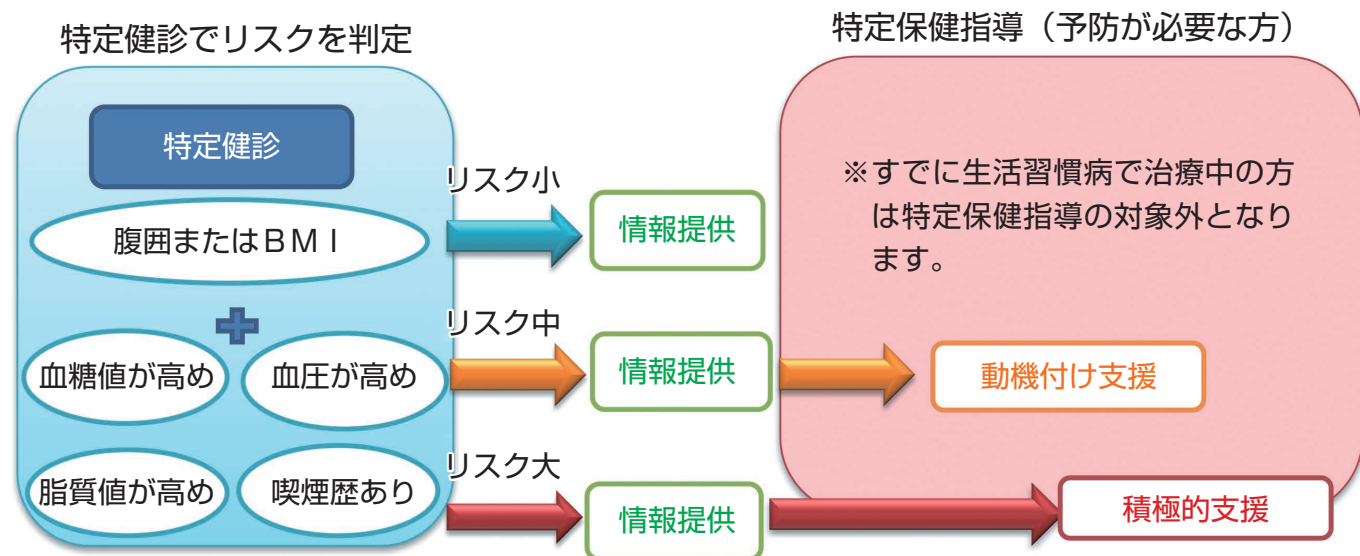 特定健診でリスクを判定
特定健診
腹囲またはＢＭＩ
血糖値が高め
血圧が高め
脂質値が高め
喫煙歴あり
リスク小
情報提供
リスク中
情報提供
リスク大
情報提供
特定保健指導（予防が必要な方）
※すでに生活習慣病で治療中の方
は特定保健指導の対象外となり
ます。
動機付け支援
積極的支援